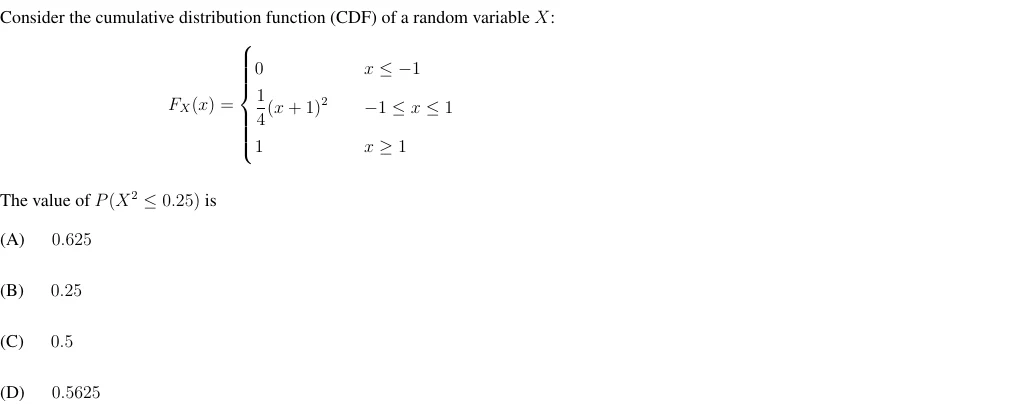 Consider the cumulative distribution function (CDF) of a random variable X:
F_X(x) = { 0    x ≤ −1
1/4 (x + 1)²    −1 ≤ x ≤ 1
1    x ≥ 1
The value of P(X² ≤ 0.25) is
(A) 0.625
(B) 0.25
(C) 0.5
(D) 0.5625